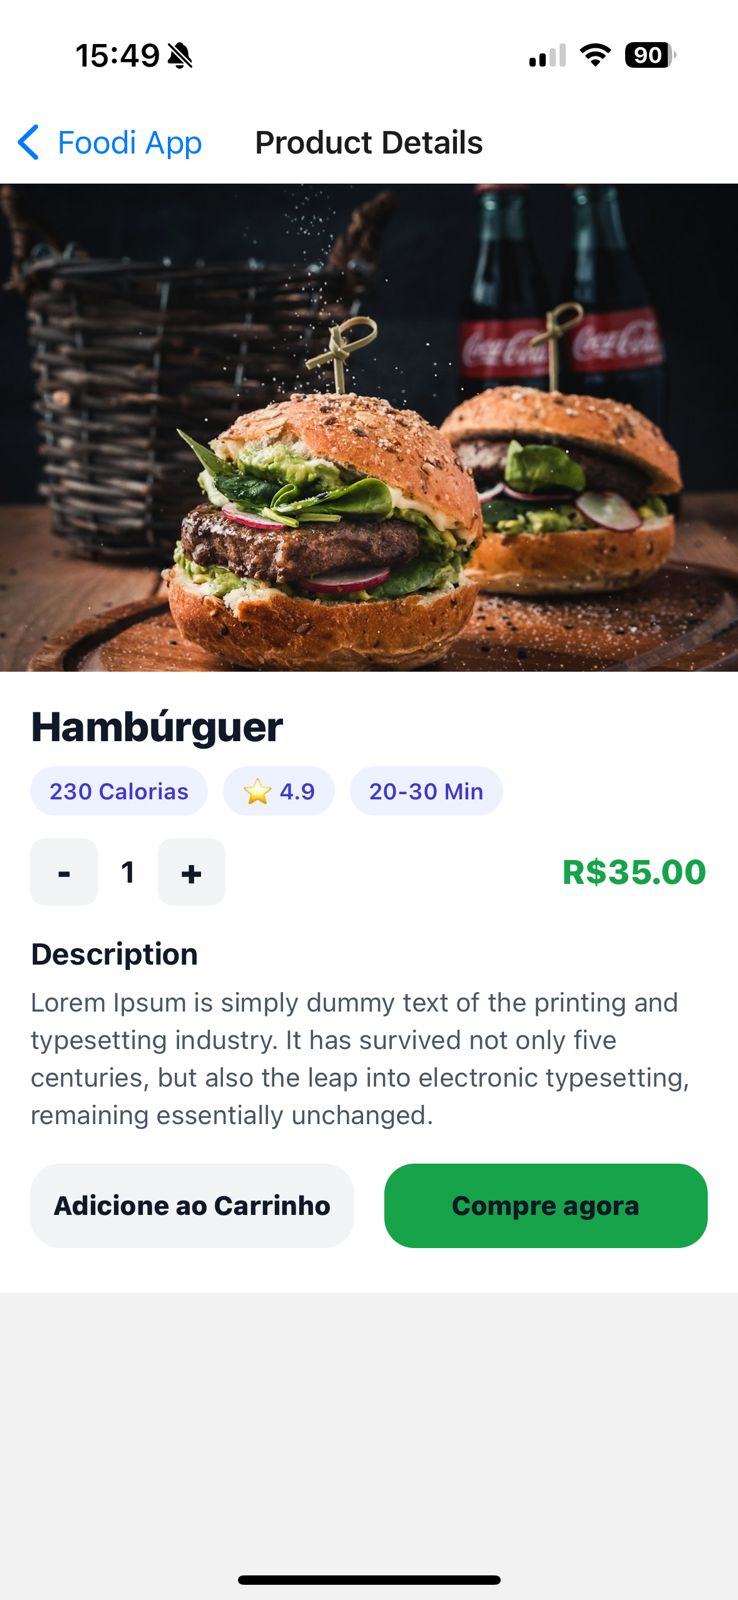 15:49
90
Foodi App
Product Details
Coca-Cola
Coca-Cola
Hambúrguer
230 Calorias
⭐ 4.9
20-30 Min
- 1 +
R$35.00
Description
Lorem Ipsum is simply dummy text of the printing and
typesetting industry. It has survived not only five
centuries, but also the leap into electronic typesetting,
remaining essentially unchanged.
Adicione ao Carrinho
Compre agora